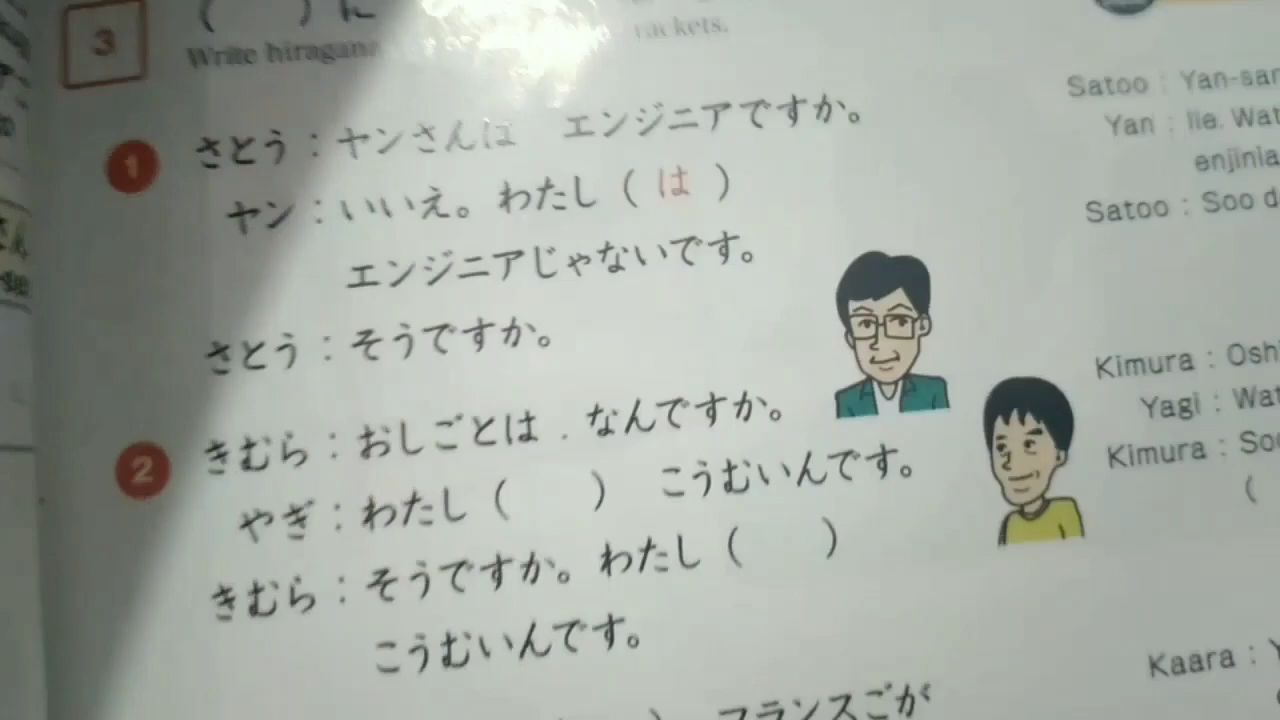 3 (　　)に
Write hiragana rackets.
1 さとう：ヤンさんは　エンジニアですか。
ヤン：いいえ。わたし（ は ）
エンジニアじゃないです。
さとう：そうですか。
2 きむら：おしごとは　なんですか。
やぎ：わたし（　　）　こうむいんです。
きむら：そうですか。わたし（　　）
こうむいんです。
）　フランスごが
Satoo : Yan-san
Yan : Iie. Wat
enjinia
Satoo : Soo d
Kimura : Oshi
Yagi : Wat
Kimura : Soo
(
Kaara : Y